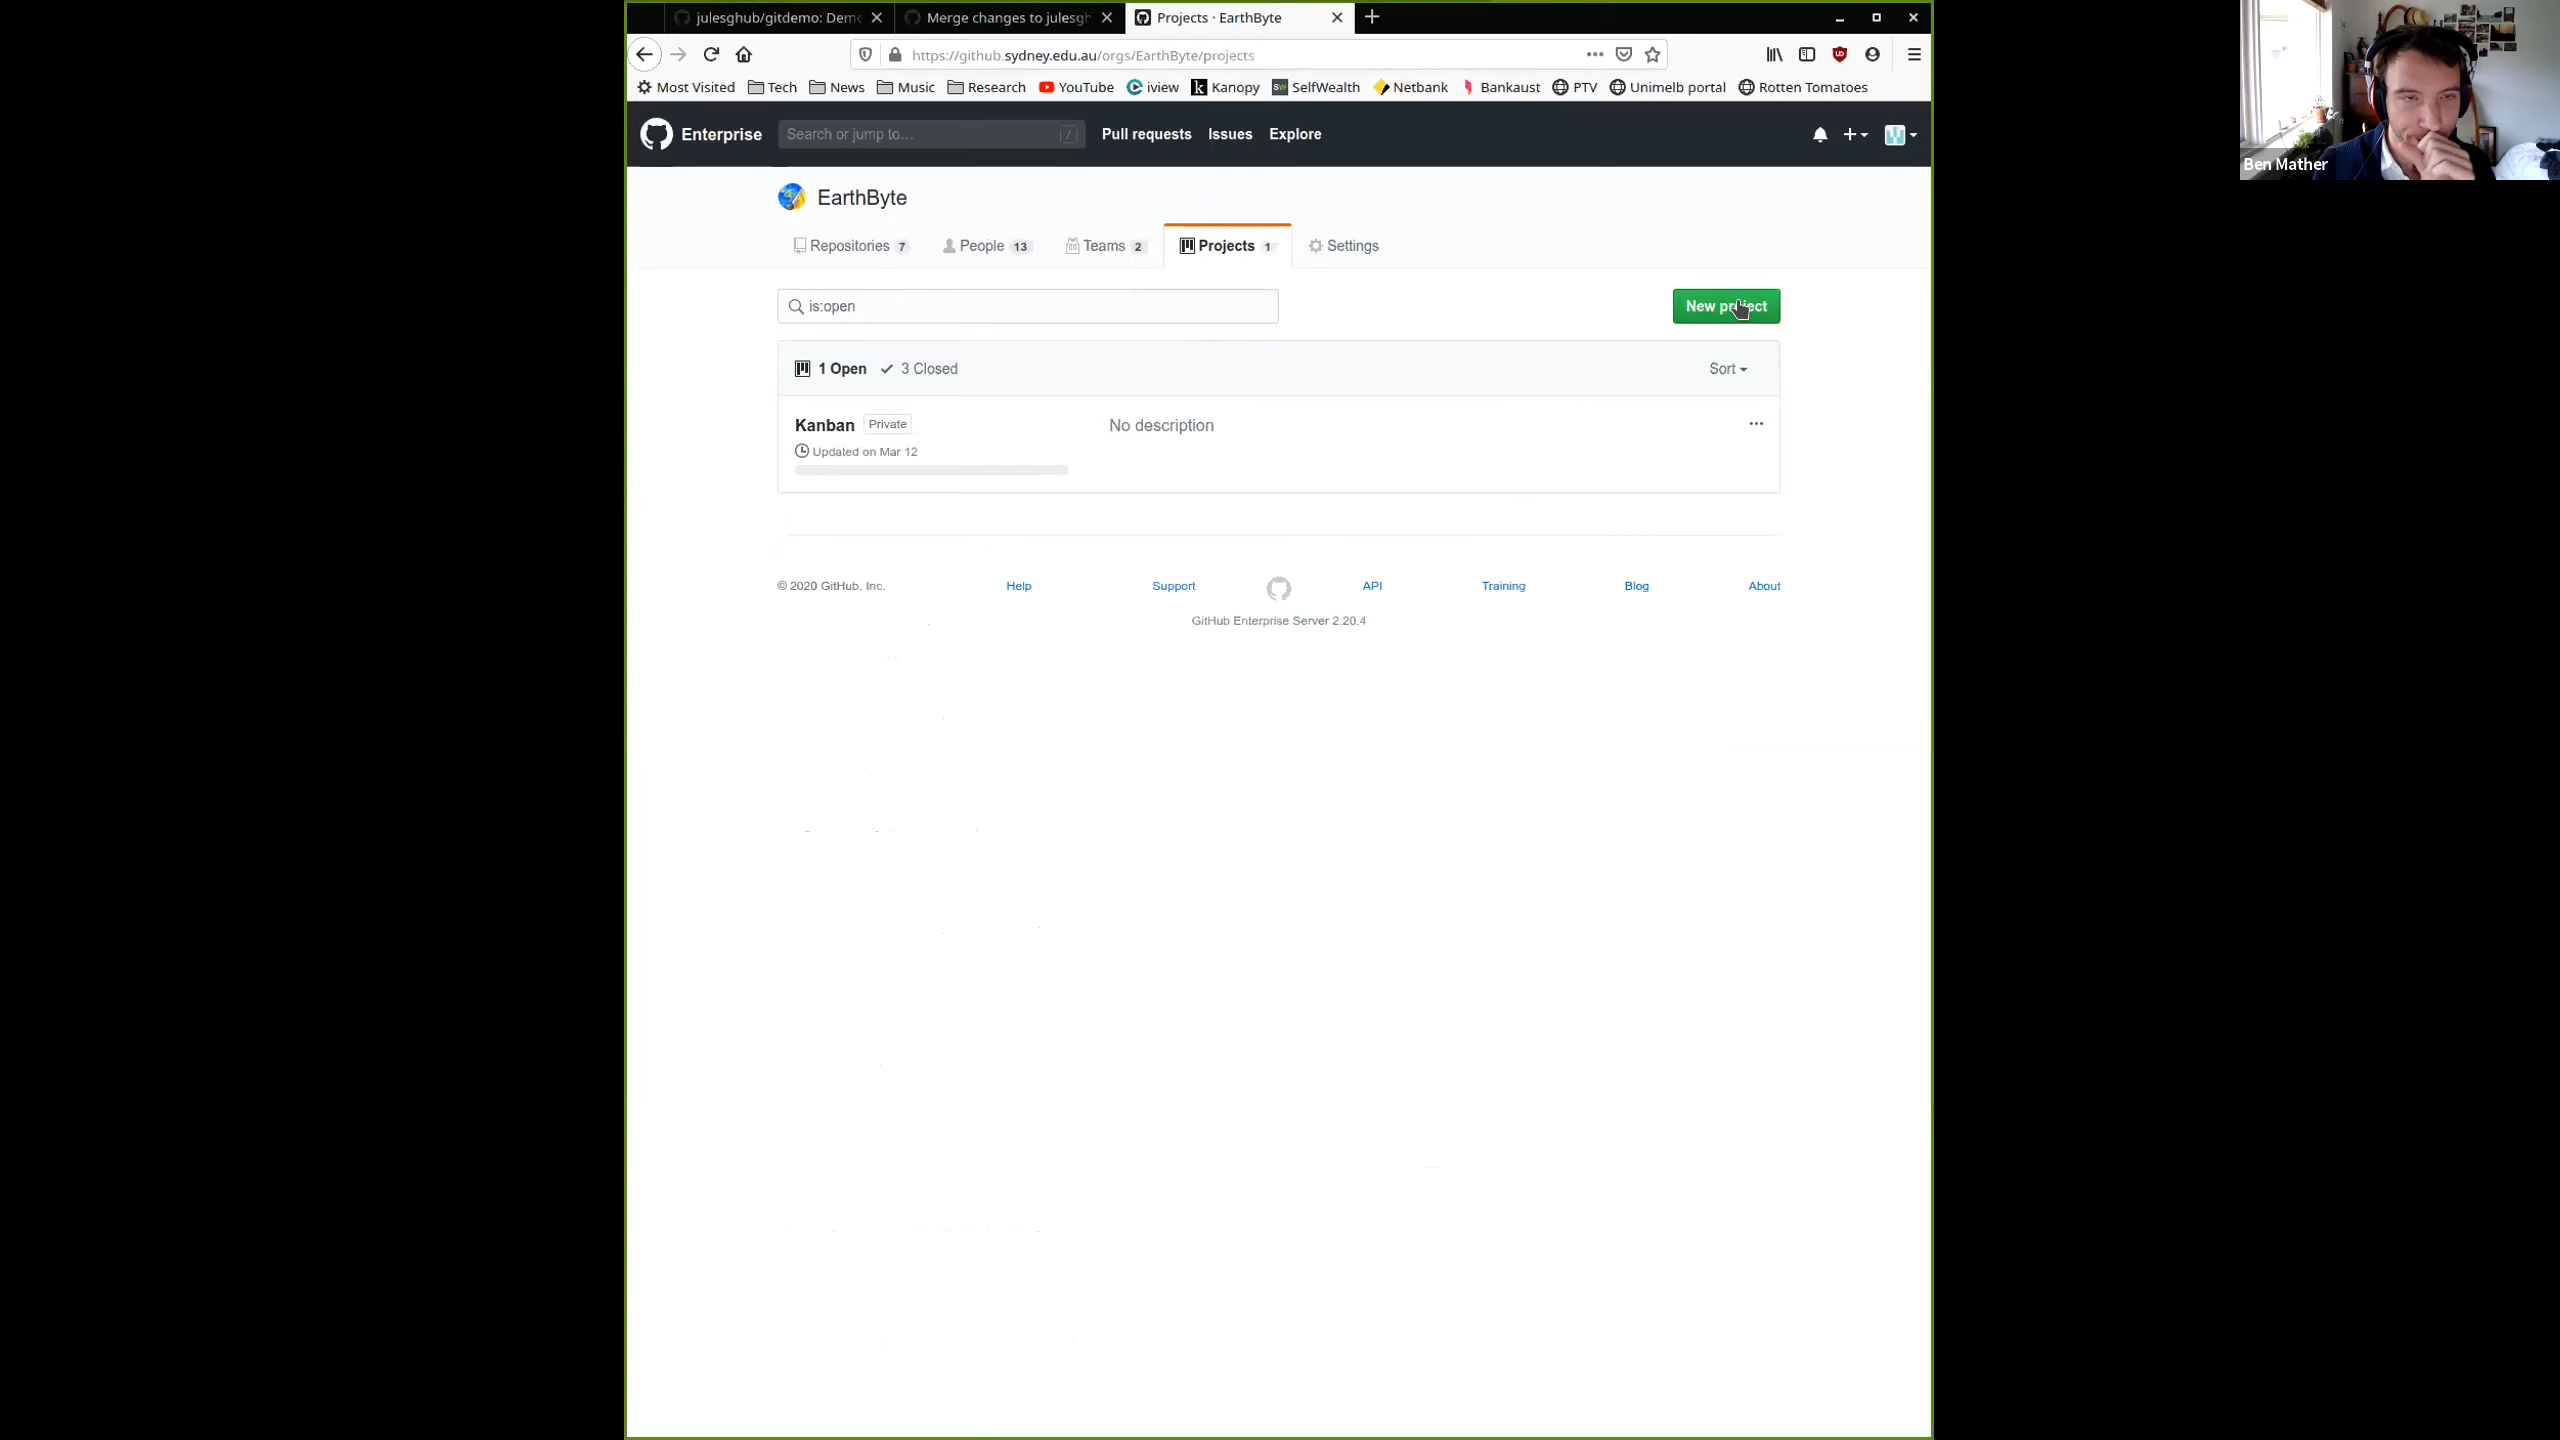 julesghub/gitdemo: Demo
Merge changes to julesgh
Projects · EarthByte
https://github.sydney.edu.au/orgs/EarthByte/projects
Most Visited Tech News Music Research YouTube iview Kanopy SelfWealth Netbank Bankaust PTV Unimelb portal Rotten Tomatoes
Enterprise Search or jump to… / Pull requests Issues Explore
EarthByte
Repositories 7 People 13 Teams 2 Projects 1 Settings
is:open New project
1 Open 3 Closed Sort
Kanban Private No description
Updated on Mar 12
© 2020 GitHub, Inc. Help Support API Training Blog About
GitHub Enterprise Server 2.20.4
Ben Mather